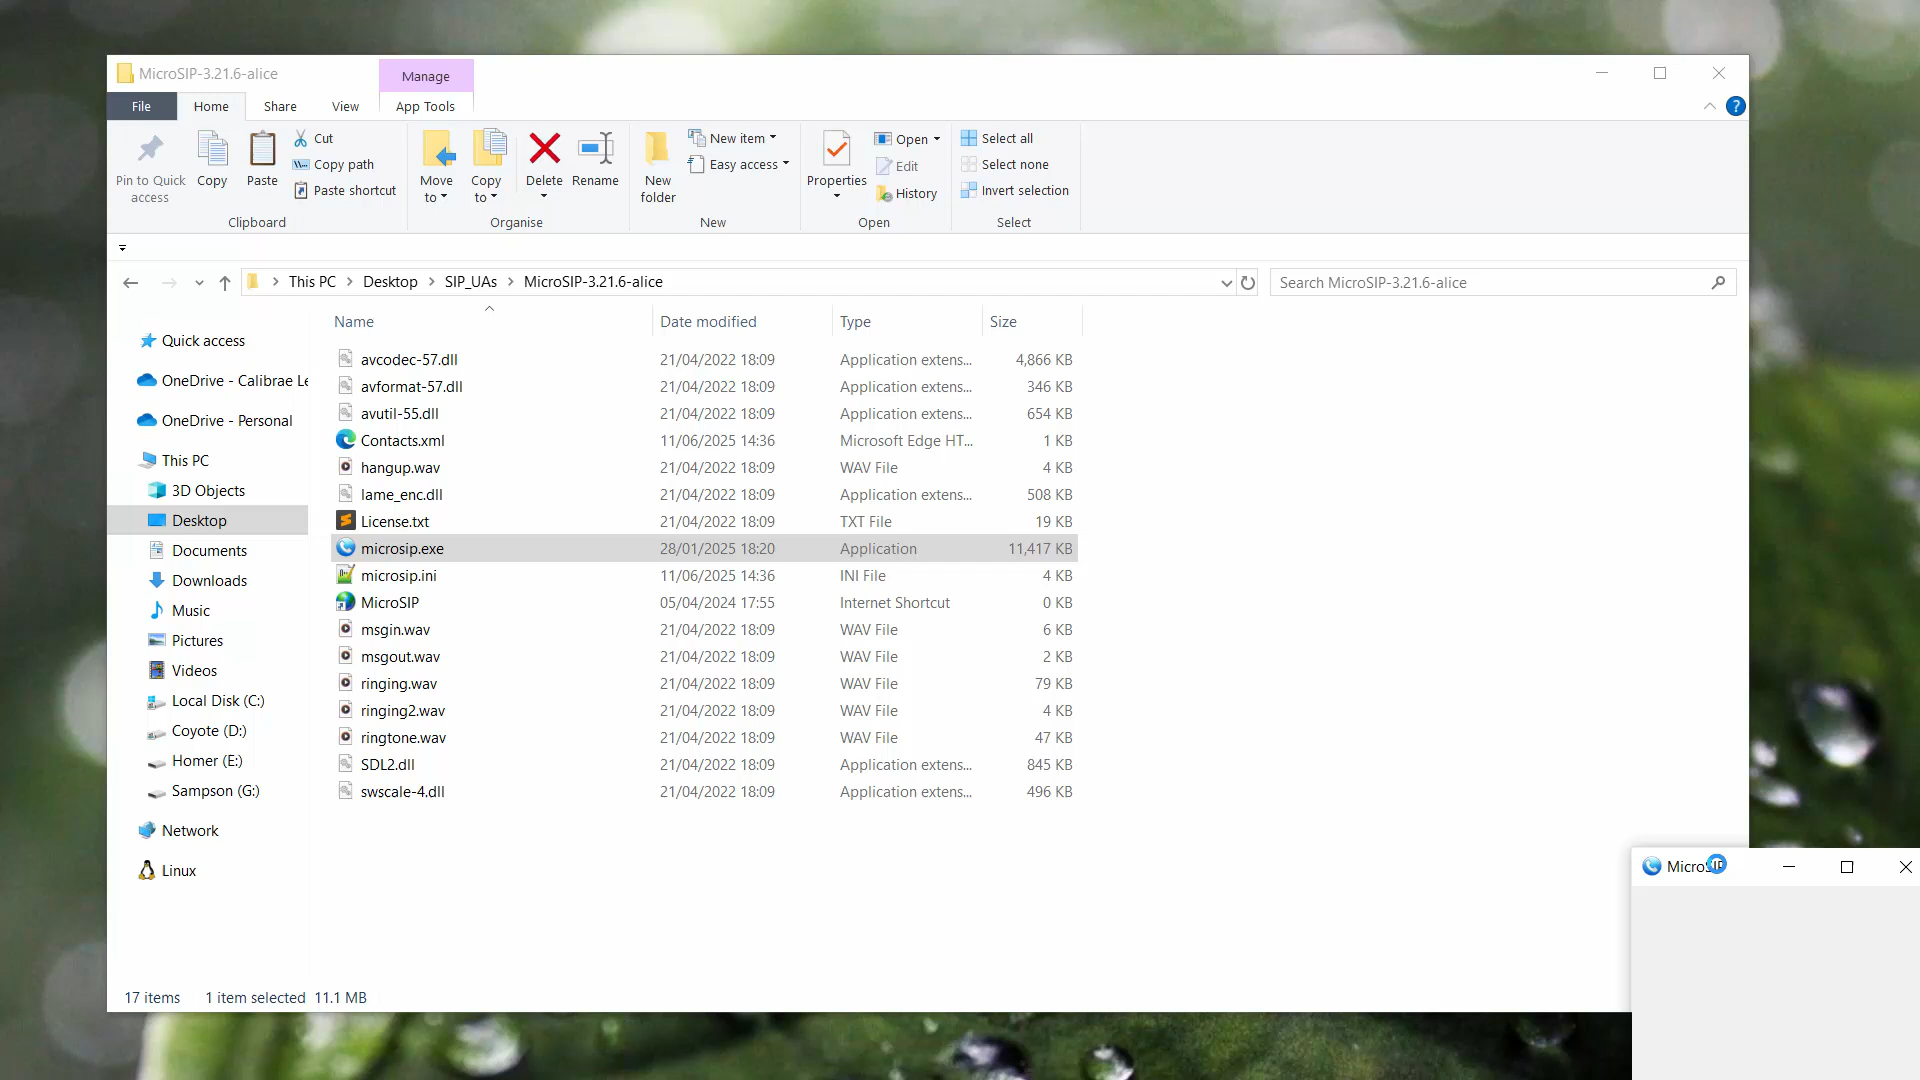 MicroSIP-3.21.6-alice
Manage
File
Home
Share
View
App Tools
Pin to Quick access
Copy
Paste
Cut
Copy path
Paste shortcut
Clipboard
Move to
Copy to
Delete
Rename
Organise
New folder
New item
Easy access
New
Properties
Open
Edit
History
Open
Select all
Select none
Invert selection
Select
This PC
Desktop
SIP_UAs
MicroSIP-3.21.6-alice
Search MicroSIP-3.21.6-alice
Quick access
OneDrive - Calibrae Le
OneDrive - Personal
This PC
3D Objects
Desktop
Documents
Downloads
Music
Pictures
Videos
Local Disk (C:)
Coyote (D:)
Homer (E:)
Sampson (G:)
Network
Linux
Name Date modified Type Size
avcodec-57.dll 21/04/2022 18:09 Application extens... 4,866 KB
avformat-57.dll 21/04/2022 18:09 Application extens... 346 KB
avutil-55.dll 21/04/2022 18:09 Application extens... 654 KB
Contacts.xml 11/06/2025 14:36 Microsoft Edge HT... 1 KB
hangup.wav 21/04/2022 18:09 WAV File 4 KB
lame_enc.dll 21/04/2022 18:09 Application extens... 508 KB
License.txt 21/04/2022 18:09 TXT File 19 KB
microsip.exe 28/01/2025 18:20 Application 11,417 KB
microsip.ini 11/06/2025 14:36 INI File 4 KB
MicroSIP 05/04/2024 17:55 Internet Shortcut 0 KB
msgin.wav 21/04/2022 18:09 WAV File 6 KB
msgout.wav 21/04/2022 18:09 WAV File 2 KB
ringing.wav 21/04/2022 18:09 WAV File 79 KB
ringing2.wav 21/04/2022 18:09 WAV File 4 KB
ringtone.wav 21/04/2022 18:09 WAV File 47 KB
SDL2.dll 21/04/2022 18:09 Application extens... 845 KB
swscale-4.dll 21/04/2022 18:09 Application extens... 496 KB
17 items 1 item selected 11.1 MB
MicroSIP